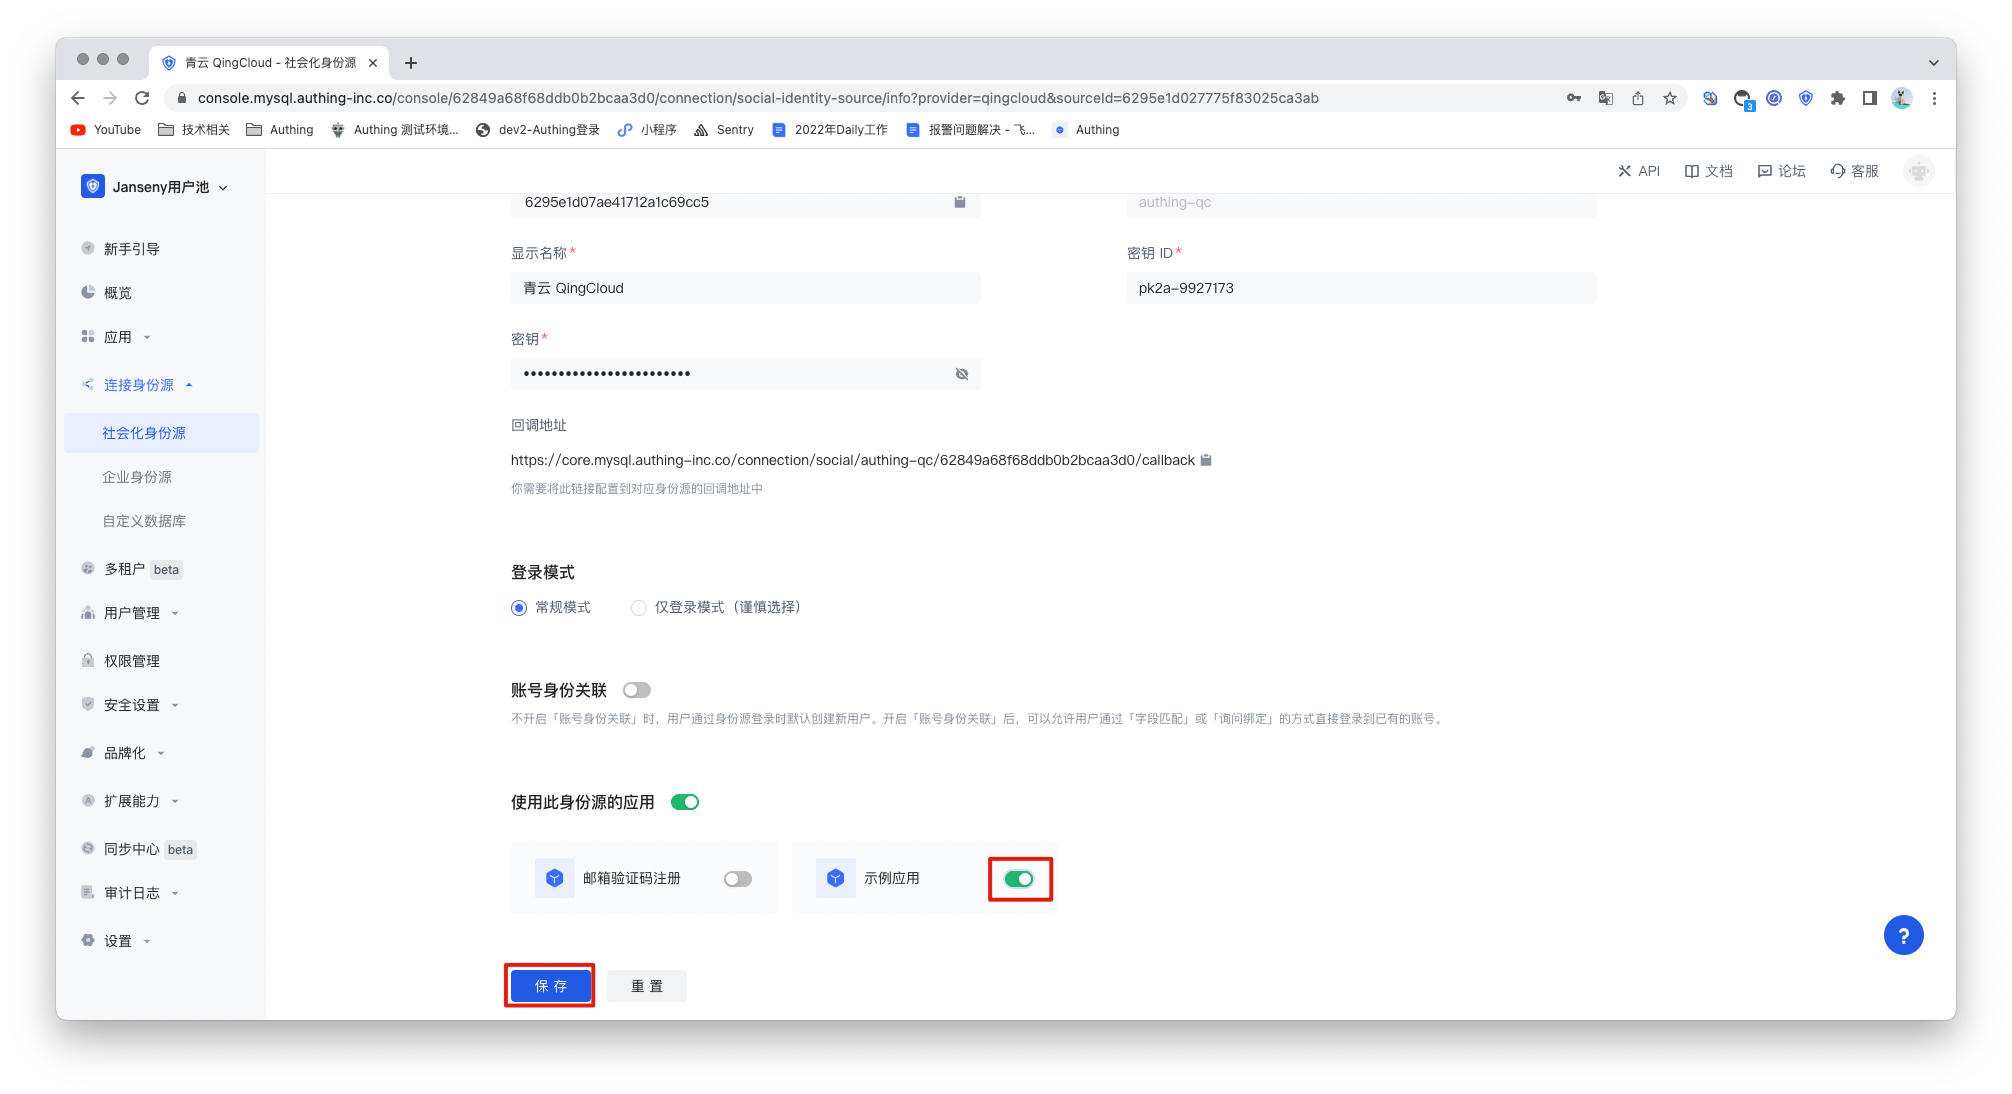 青云 QingCloud - 社会化身份源
console.mysql.authing-inc.co/console/62849a68f68ddb0b2bcaa3d0/connection/social-identity-source/info?provider=qingcloud&sourceId=6295e1d027775f83025ca3ab
3
YouTube 技术相关 Authing Authing 测试环境... dev2-Authing登录 小程序 Sentry 2022年Daily工作 报警问题解决 - 飞... Authing
Janseny用户池
API 文档 论坛 客服
新手引导
概览
应用
连接身份源
社会化身份源
企业身份源
自定义数据库
多租户 beta
用户管理
权限管理
安全设置
品牌化
扩展能力
同步中心 beta
审计日志
设置
6295e1d07ae41712a1c69cc5
authing-qc
显示名称*
密钥 ID*
青云 QingCloud
pk2a-9927173
密钥*
••••••••••••••••••••••••
回调地址
https://core.mysql.authing-inc.co/connection/social/authing-qc/62849a68f68ddb0b2bcaa3d0/callback
你需要将此链接配置到对应身份源的回调地址中
登录模式
常规模式 仅登录模式（谨慎选择）
账号身份关联
不开启「账号身份关联」时，用户通过身份源登录时默认创建新用户。开启「账号身份关联」后，可以允许用户通过「字段匹配」或「询问绑定」的方式直接登录到已有的账号。
使用此身份源的应用
邮箱验证码注册 示例应用
保 存 重 置
?